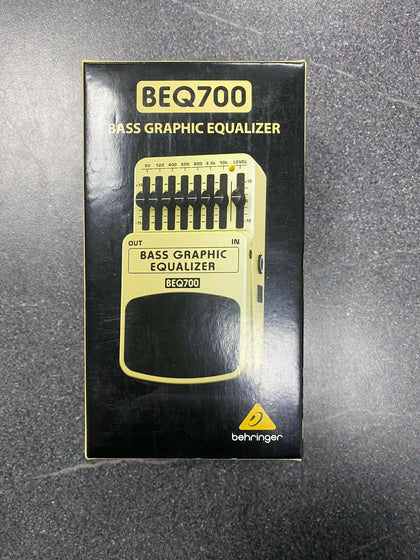 BEQ700
BASS GRAPHIC EQUALIZER
50 120 400 500 800 4.5k 10k LEVEL
OUT IN
BASS GRAPHIC
EQUALIZER
BEQ700
behringer